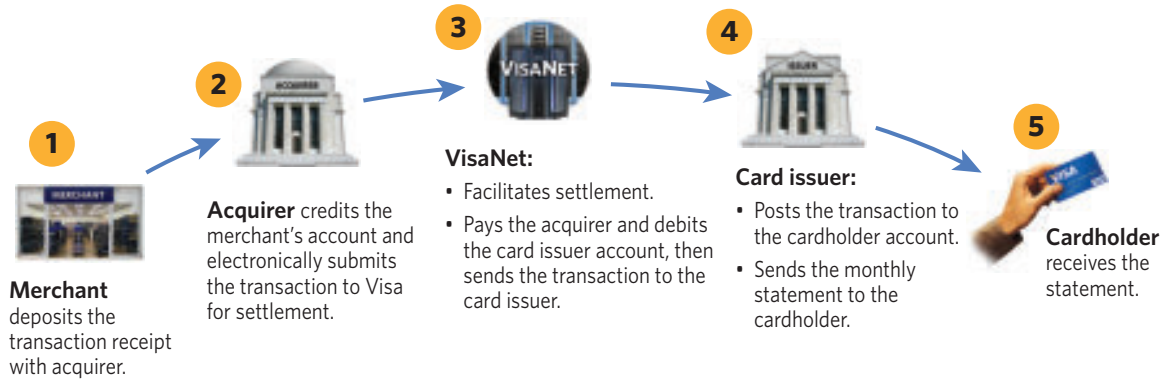 1
MERCHANT
Merchant
deposits the
transaction receipt
with acquirer.
2
ACQUIRER
Acquirer credits the
merchant's account and
electronically submits
the transaction to Visa
for settlement.
3
VISANET
VisaNet:
• Facilitates settlement.
• Pays the acquirer and debits
the card issuer account, then
sends the transaction to the
card issuer.
4
ISSUER
Card issuer:
• Posts the transaction to
the cardholder account.
• Sends the monthly
statement to the
cardholder.
5
VISA
Cardholder
receives the
statement.